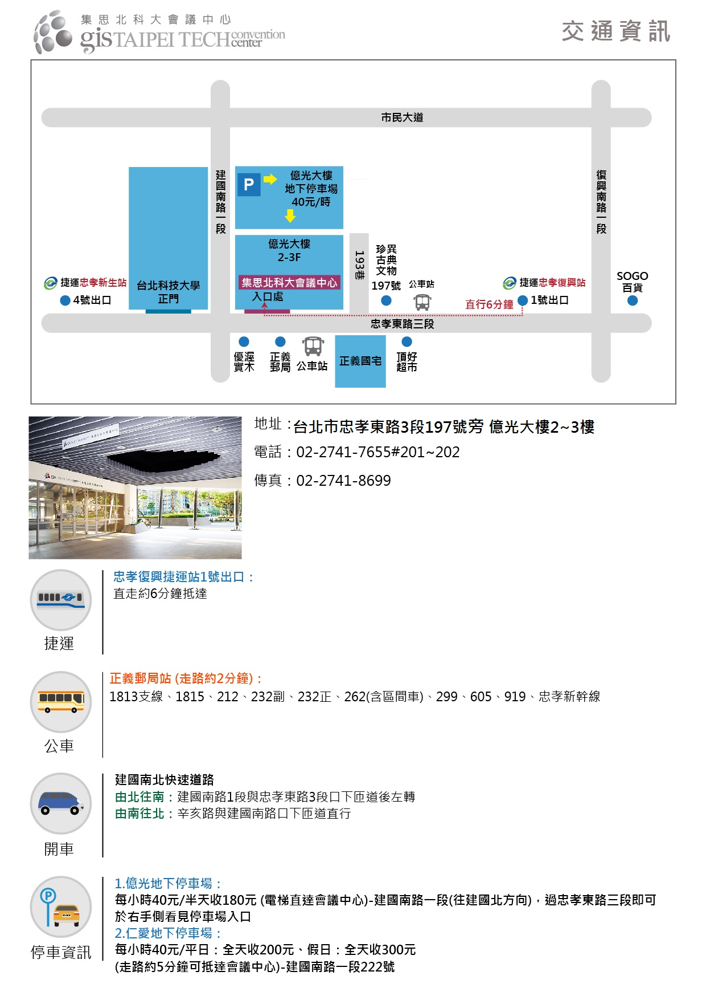 集思北科大會議中心
gis TAIPEI TECH convention center
交通資訊
市民大道
建國南路一段
復興南路一段
P
億光大樓
地下停車場
40元/時
億光大樓
2-3F
集思北科大會議中心
入口處
193巷
珍異
古典
文物
197號
公車站
捷運忠孝新生站
4號出口
台北科技大學
正門
直行6分鐘
捷運忠孝復興站
1號出口
SOGO
百貨
忠孝東路三段
優渥
實木
正義
郵局
公車站
正義國宅
頂好
超市
地址：台北市忠孝東路3段197號旁 億光大樓2~3樓
電話：02-2741-7655#201~202
傳真：02-2741-8699
捷運
忠孝復興捷運站1號出口：
直走約6分鐘抵達
公車
正義郵局站 (走路約2分鐘)：
1813支線、1815、212、232副、232正、262(含區間車)、299、605、919、忠孝新幹線
開車
建國南北快速道路
由北往南：建國南路1段與忠孝東路3段口下匝道後左轉
由南往北：辛亥路與建國南路口下匝道直行
P
停車資訊
1.億光地下停車場：
每小時40元/半天收180元 (電梯直達會議中心)-建國南路一段(往建國北方向)，過忠孝東路三段即可
於右手側看見停車場入口
2.仁愛地下停車場：
每小時40元/平日：全天收200元、假日：全天收300元
(走路約5分鐘可抵達會議中心)-建國南路一段222號